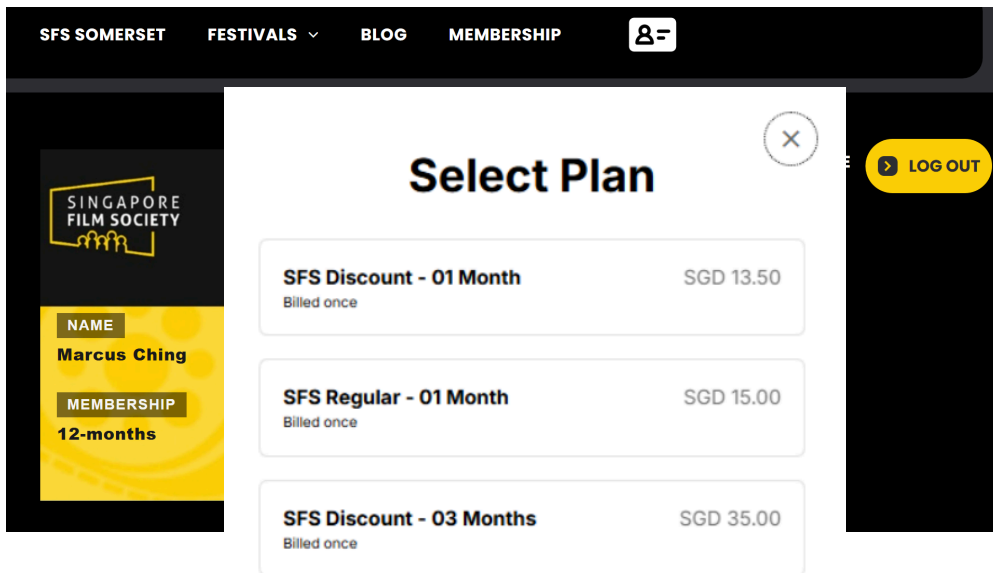 SFS SOMERSET FESTIVALS BLOG MEMBERSHIP
LOG OUT
SINGAPORE
FILM SOCIETY
NAME
Marcus Ching
MEMBERSHIP
12-months
Select Plan
SFS Discount - 01 Month SGD 13.50
Billed once
SFS Regular - 01 Month SGD 15.00
Billed once
SFS Discount - 03 Months SGD 35.00
Billed once